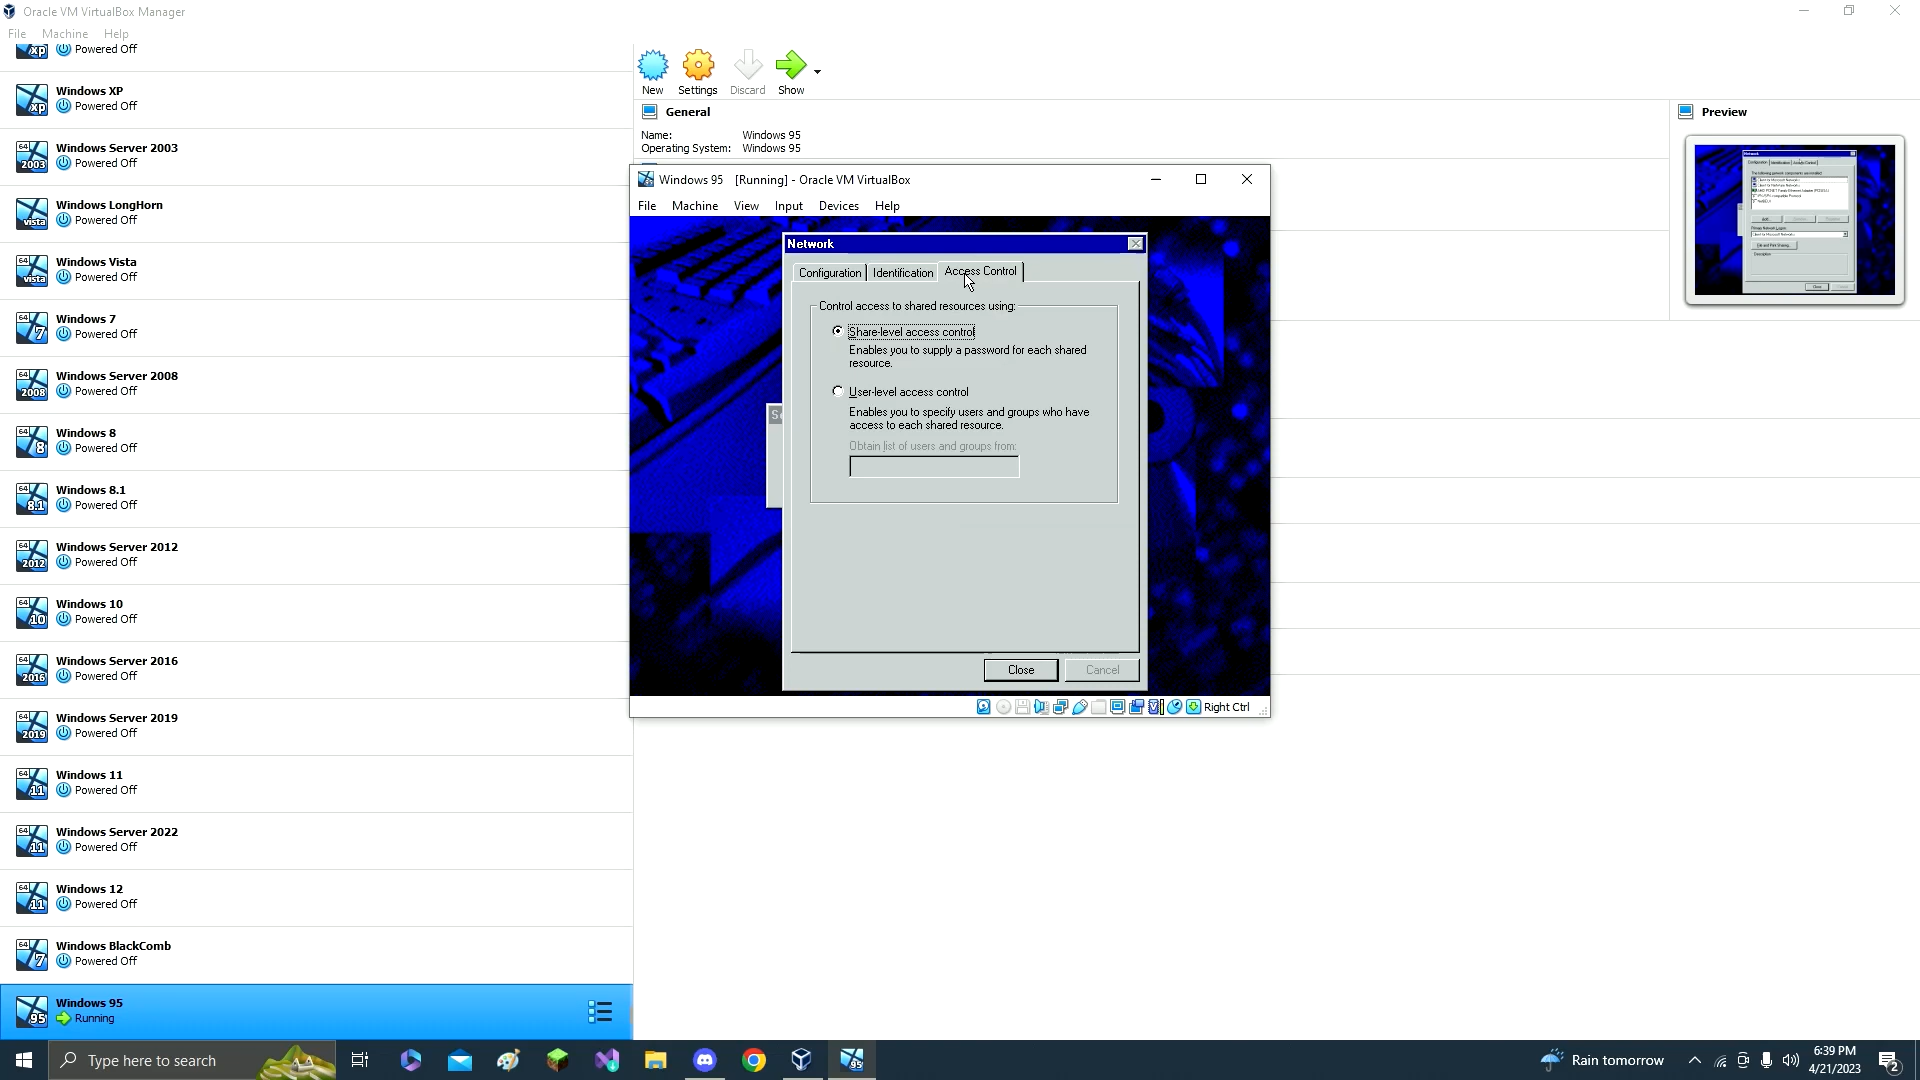 Oracle VM VirtualBox Manager
File Machine Help
Powered Off
Windows XP
Powered Off
Windows Server 2003
Powered Off
Windows LongHorn
Powered Off
Windows Vista
Powered Off
Windows 7
Powered Off
Windows Server 2008
Powered Off
Windows 8
Powered Off
Windows 8.1
Powered Off
Windows Server 2012
Powered Off
Windows 10
Powered Off
Windows Server 2016
Powered Off
Windows Server 2019
Powered Off
Windows 11
Powered Off
Windows Server 2022
Powered Off
Windows 12
Powered Off
Windows BlackComb
Powered Off
Windows 95
Running
New Settings Discard Show
General
Name: Windows 95
Operating System: Windows 95
Preview
Windows 95 [Running] - Oracle VM VirtualBox
File Machine View Input Devices Help
Network
Configuration Identification Access Control
Control access to shared resources using:
Share-level access control
Enables you to supply a password for each shared
resource.
User-level access control
Enables you to specify users and groups who have
access to each shared resource.
Obtain list of users and groups from:
Close Cancel
Right Ctrl
Type here to search
Rain tomorrow
6:39 PM
4/21/2023
2